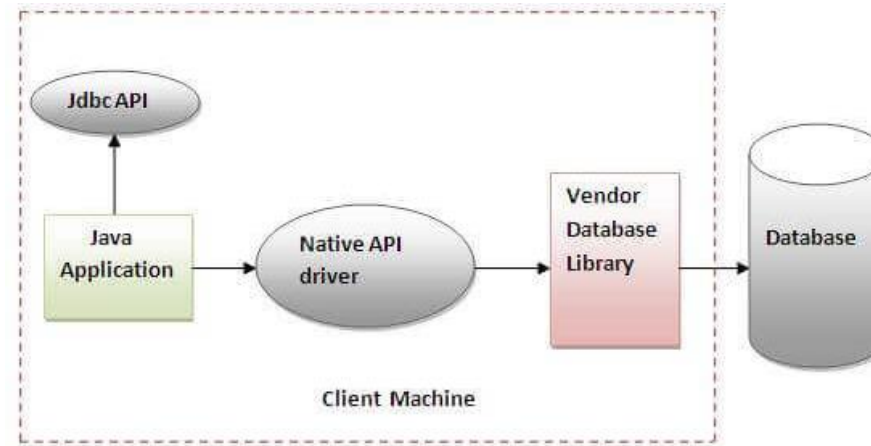 Jdbc API
Java
Application
Native API
driver
Vendor
Database
Library
Database
Client Machine